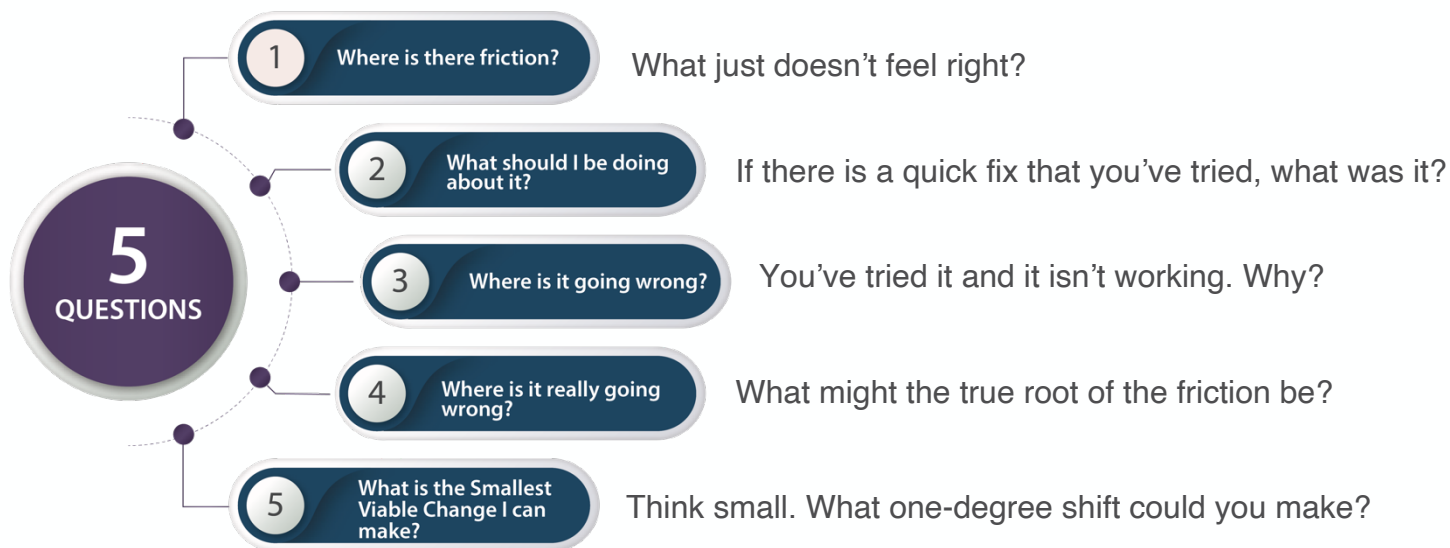 1
Where is there friction?
What just doesn’t feel right?
2
What should I be doing
about it?
If there is a quick fix that you’ve tried, what was it?
5
QUESTIONS
3
Where is it going wrong?
You’ve tried it and it isn’t working. Why?
4
Where is it really going
wrong?
What might the true root of the friction be?
5
What is the Smallest
Viable Change I can
make?
Think small. What one-degree shift could you make?